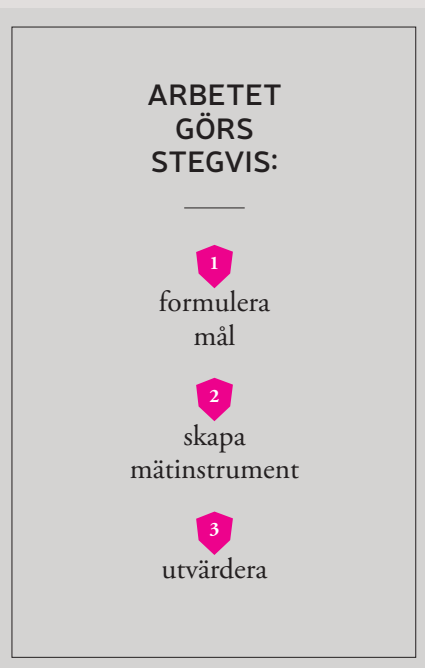 ARBETET
GÖRS
STEGVIS:
1
formulera
mål
2
skapa
mätinstrument
3
utvärdera